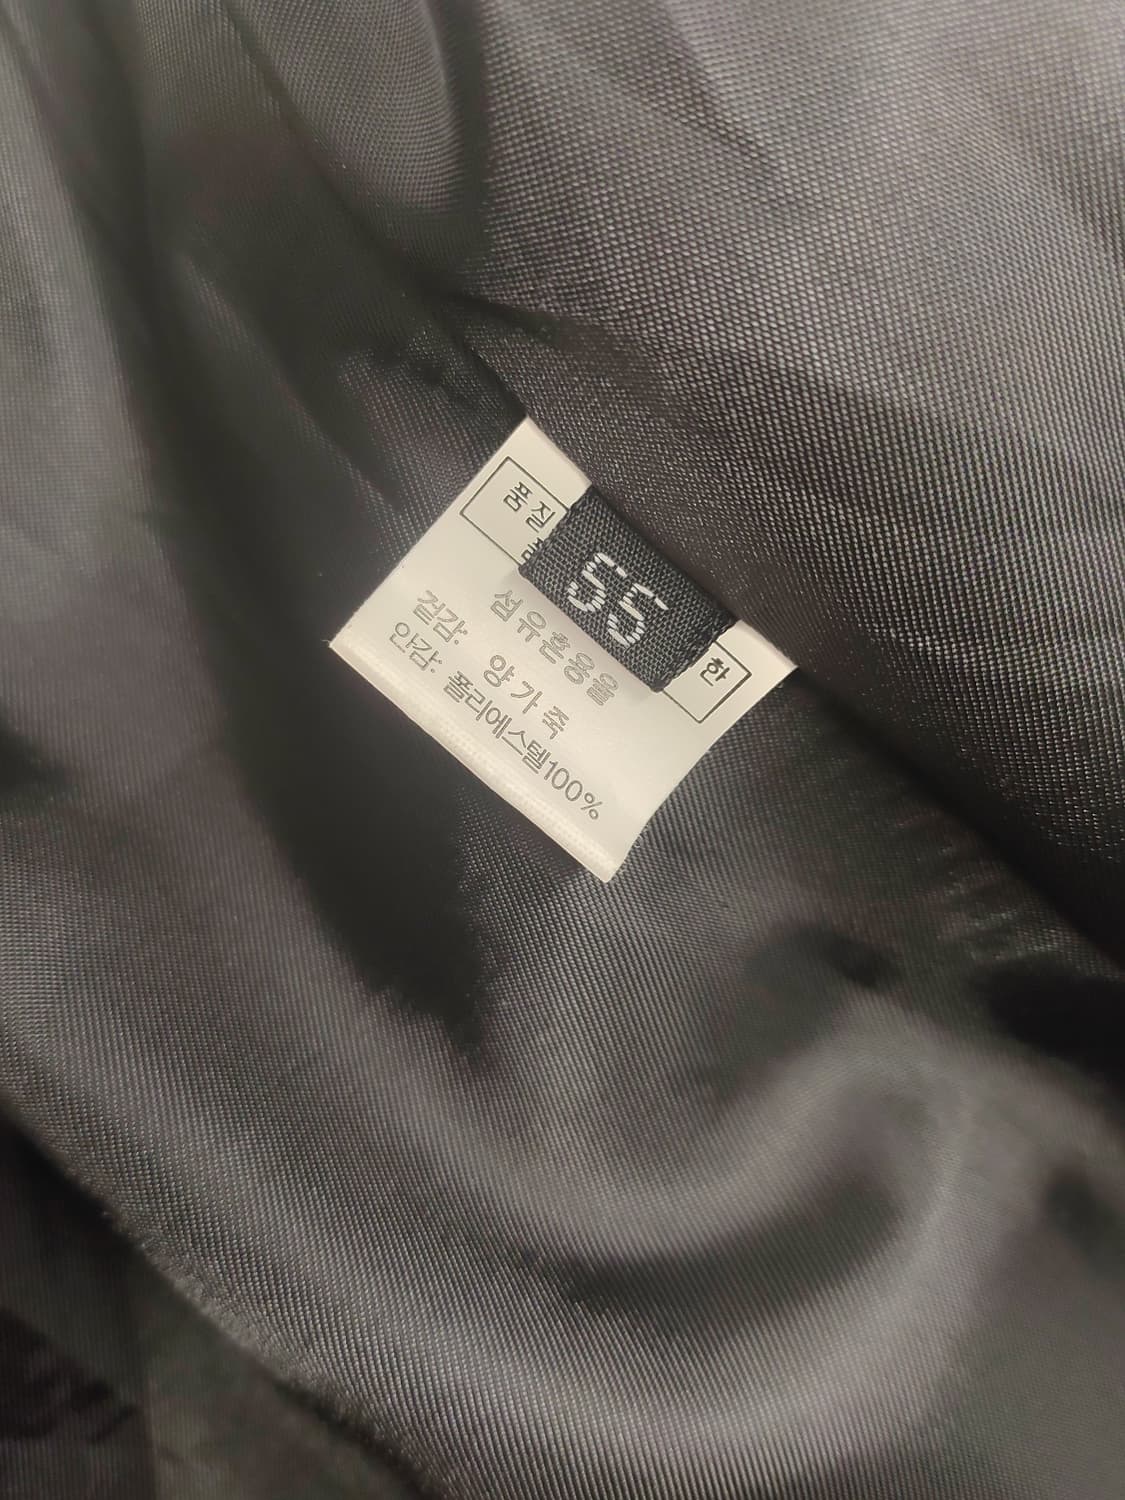 품 질
한
55
섬유혼용율
겉감: 양 가 죽
안감: 폴리에스텔100%